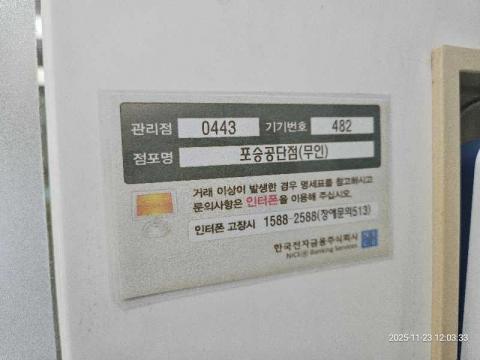 관리점 0443 기기번호 482
점포명 포승공단점(무인)
거래 이상이 발생한 경우 명세표를 참고하시고
문의사항은 인터폰을 이용해 주십시오.
인터폰 고장시 1588-2588(장애문의513)
한국전자금융주식회사
NICE Banking Services
2025-11-23 12:03:33